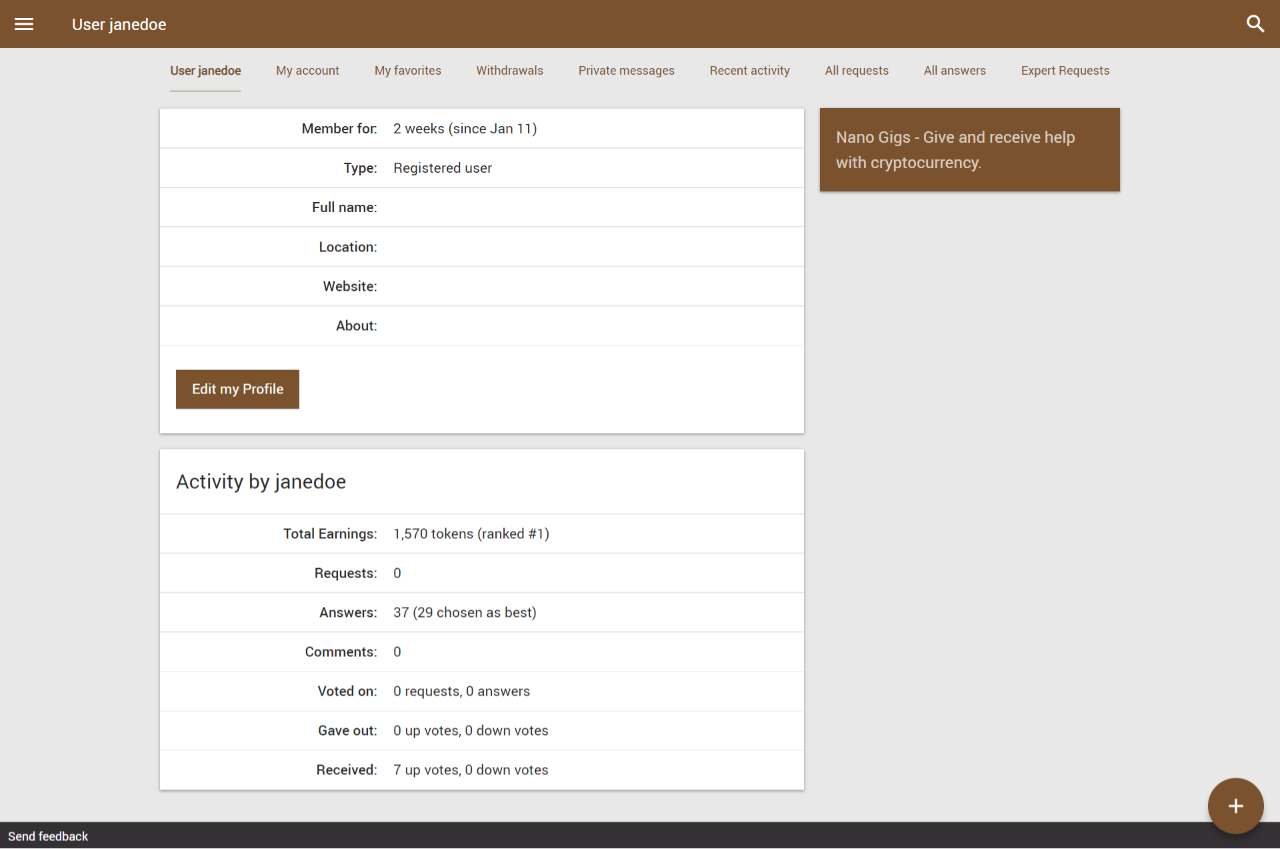 User janedoe
User janedoe My account My favorites Withdrawals Private messages Recent activity All requests All answers Expert Requests
Member for: 2 weeks (since Jan 11)
Type: Registered user
Full name:
Location:
Website:
About:
Edit my Profile
Nano Gigs - Give and receive help
with cryptocurrency.
Activity by janedoe
Total Earnings: 1,570 tokens (ranked #1)
Requests: 0
Answers: 37 (29 chosen as best)
Comments: 0
Voted on: 0 requests, 0 answers
Gave out: 0 up votes, 0 down votes
Received: 7 up votes, 0 down votes
Send feedback